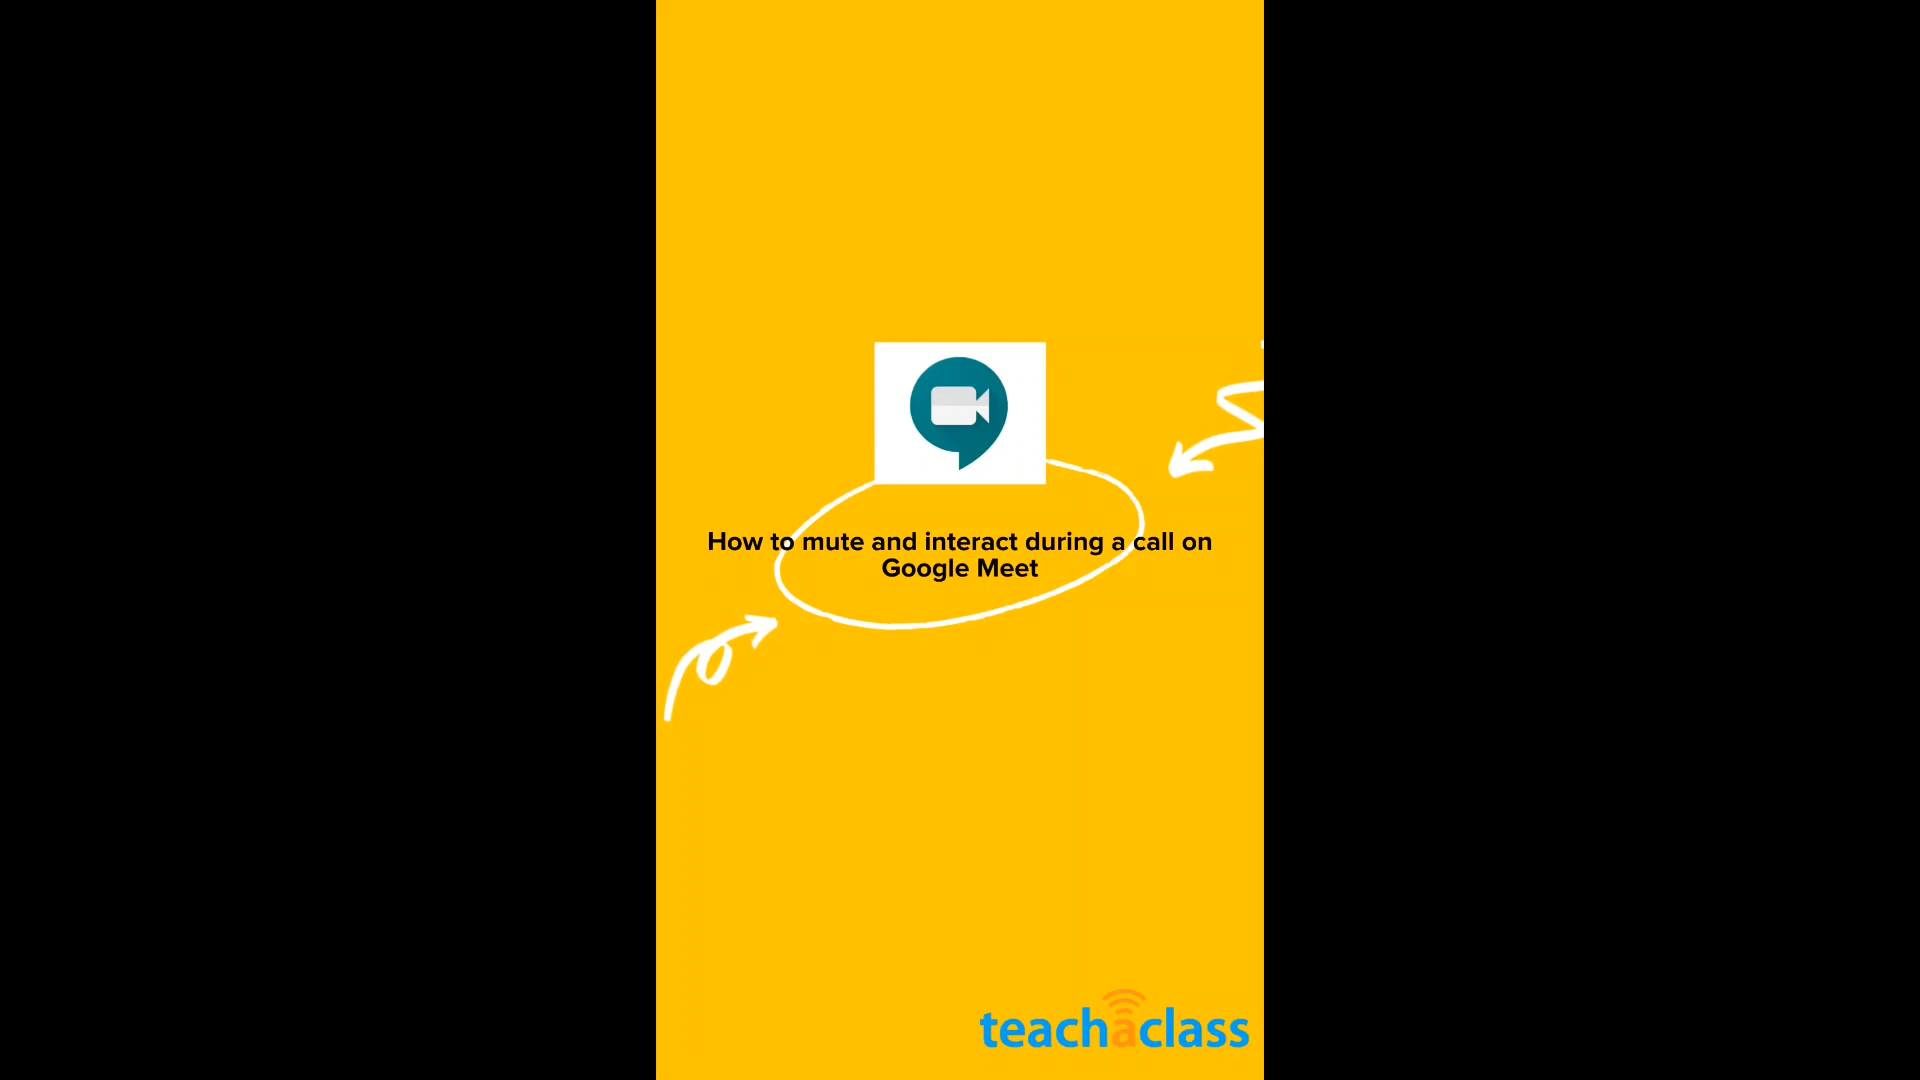 How to mute and interact during a call on
Google Meet
teachaclass